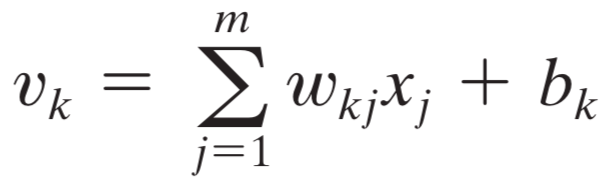 v_k = \sum_{j=1}^{m} w_{kj} x_j + b_k